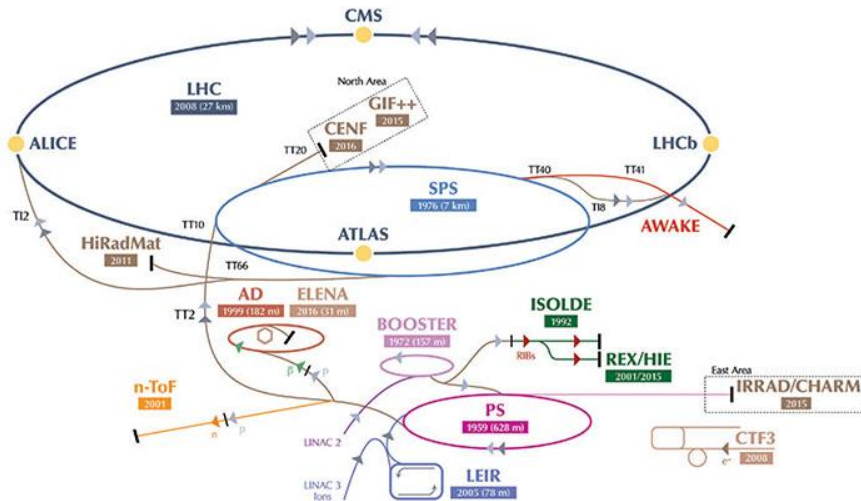 CMS
North Area
LHC
2008 (27 km)
GIF++
2015
CENF
2016
ALICE
LHCb
TT20
TT40
TT41
SPS
1976 (7 km)
TI2
TI8
TT10
ATLAS
AWAKE
HiRadMat
2011
TT66
AD
1999 (182 m)
ELENA
2016 (31 m)
TT2
ISOLDE
1992
BOOSTER
1972 (157 m)
RIBs
REX/HIE
2001/2015
East Area
IRRAD/CHARM
2015
p
p
n-ToF
2001
PS
1959 (628 m)
n
p
LINAC 2
CTF3
2008
e-
LINAC 3
Ions
LEIR
2005 (78 m)